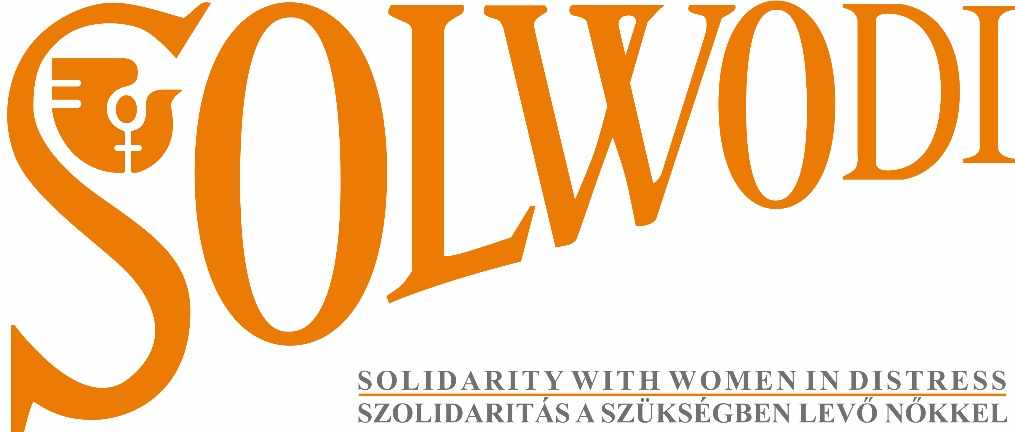 SOLWODI
SOLIDARITY WITH WOMEN IN DISTRESS
SZOLIDARITÁS A SZÜKSÉGBEN LEVŐ NŐKKEL